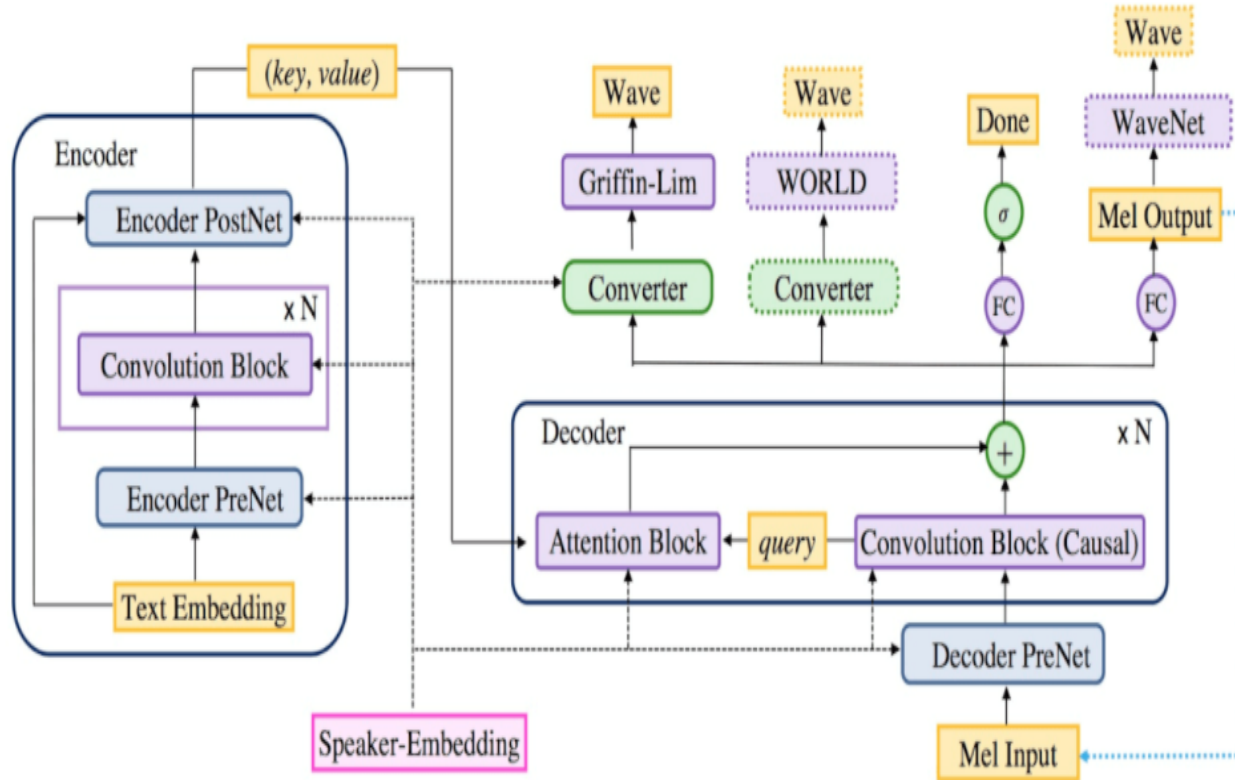 (key, value)
Encoder
Encoder PostNet
x N
Convolution Block
Encoder PreNet
Text Embedding
Speaker-Embedding
Wave
Griffin-Lim
Converter
Wave
WORLD
Converter
Done
σ
FC
Wave
WaveNet
Mel Output
FC
Decoder
x N
+
Attention Block
query
Convolution Block (Causal)
Decoder PreNet
Mel Input